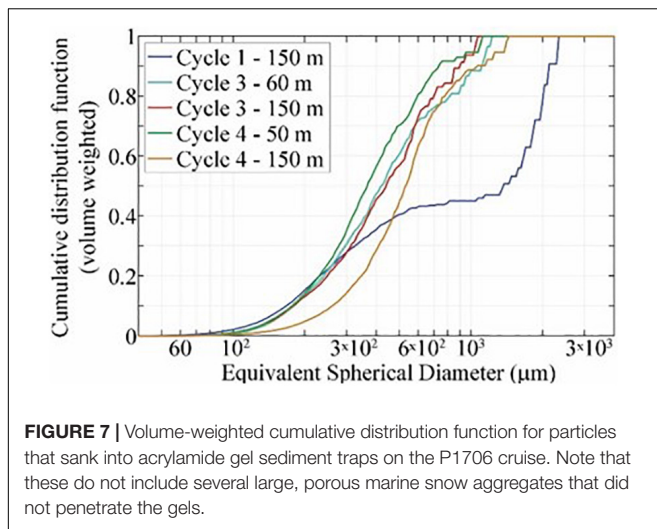 Cumulative distribution function
(volume weighted)
1
0.8
0.6
0.4
0.2
0
Cycle 1 - 150 m
Cycle 3 - 60 m
Cycle 3 - 150 m
Cycle 4 - 50 m
Cycle 4 - 150 m
60 10² 3×10² 6×10² 10³ 3×10³
Equivalent Spherical Diameter (μm)
FIGURE 7 | Volume-weighted cumulative distribution function for particles
that sank into acrylamide gel sediment traps on the P1706 cruise. Note that
these do not include several large, porous marine snow aggregates that did
not penetrate the gels.